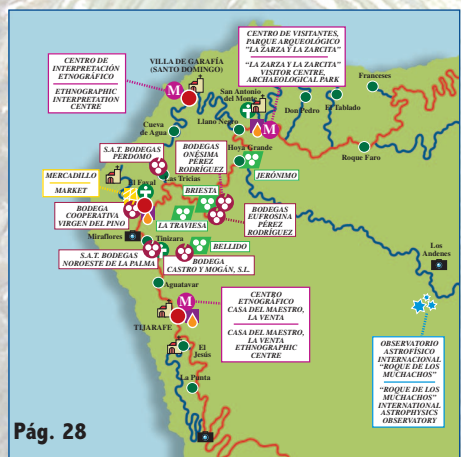 CENTRO DE
INTERPRETACIÓN
ETNOGRÁFICO
ETHNOGRAPHIC
INTERPRETATION
CENTRE
VILLA DE GARAFÍA
(SANTO DOMINGO)
CENTRO DE VISITANTES,
PARQUE ARQUEOLÓGICO
"LA ZARZA Y LA ZARCITA"
"LA ZARZA Y LA ZARCITA"
VISITOR CENTRE,
ARCHAEOLOGICAL PARK
M
San Antonio
del Monte
M
Don Pedro
El Tablado
Franceses
Cueva
de Agua
Llano Negro
Hoya Grande
Roque Faro
S.A.T. BODEGAS
PERDOMO
BODEGAS
ONÉSIMA
PÉREZ
RODRÍGUEZ
JERÓNIMO
MERCADILLO
MARKET
El Fayal
Las Tricias
BRIESTA
BODEGA
COOPERATIVA
VIRGEN DEL PINO
LA TRAVIESA
BODEGAS
EUFROSINA
PÉREZ
RODRÍGUEZ
Miraflores
Tinizara
BELLIDO
Los
Andenes
S.A.T. BODEGAS
NOROESTE DE LA PALMA
BODEGA
CASTRO Y MOGÁN, S.L.
Aguatavar
M
CENTRO
ETNOGRÁFICO
CASA DEL MAESTRO,
LA VENTA
CASA DEL MAESTRO,
LA VENTA
ETHNOGRAPHIC
CENTRE
TIJARAFE
El
Jesús
La Punta
OBSERVATORIO
ASTROFÍSICO
INTERNACIONAL
"ROQUE DE LOS
MUCHACHOS"
"ROQUE DE LOS
MUCHACHOS"
INTERNATIONAL
ASTROPHYSICS
OBSERVATORY
Pág. 28